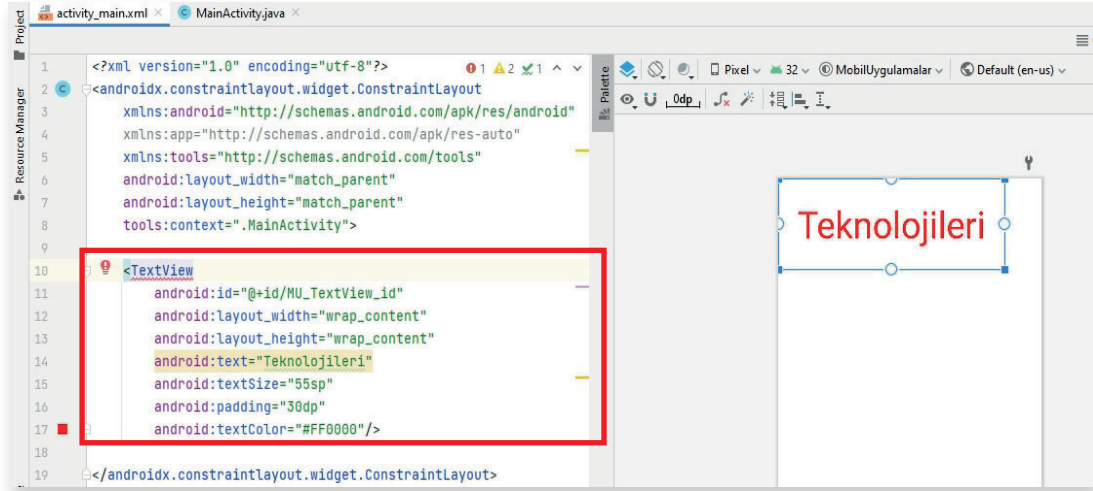 activity_main.xml
MainActivity.java
Project
Resource Manager
1 <?xml version="1.0" encoding="utf-8"?>
1 2 1
2 <androidx.constraintlayout.widget.ConstraintLayout
3 xmlns:android="http://schemas.android.com/apk/res/android"
4 xmlns:app="http://schemas.android.com/apk/res-auto"
5 xmlns:tools="http://schemas.android.com/tools"
6 android:layout_width="match_parent"
7 android:layout_height="match_parent"
8 tools:context=".MainActivity">
9
10 <TextView
11 android:id="@+id/MU_TextView_id"
12 android:layout_width="wrap_content"
13 android:layout_height="wrap_content"
14 android:text="Teknolojileri"
15 android:textSize="55sp"
16 android:padding="30dp"
17 android:textColor="#FF0000"/>
18
19 </androidx.constraintlayout.widget.ConstraintLayout>
Palette
Pixel 32 MobilUygulamalar Default (en-us)
0dp
Teknolojileri